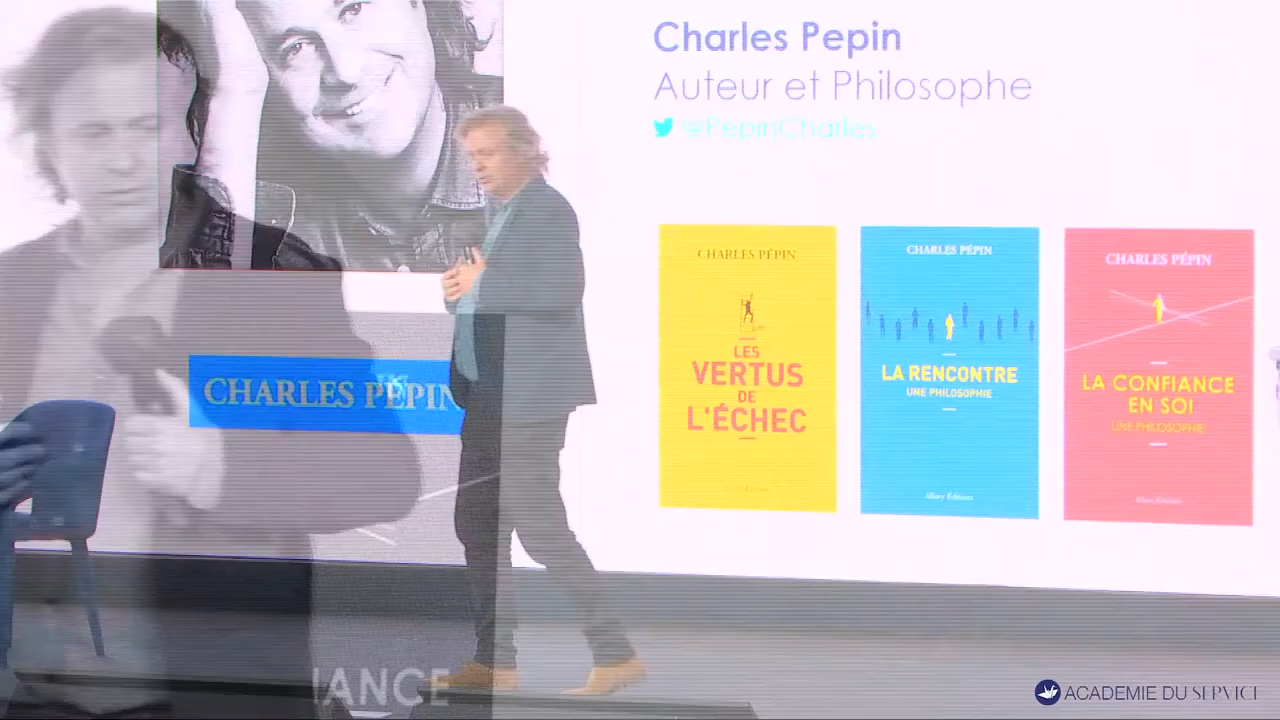 Charles Pepin
Auteur et Philosophe
@PepinCharles
CHARLES PÉPIN
LES
VERTUS
DE
L'ÉCHEC
CHARLES PÉPIN
LA RENCONTRE
UNE PHILOSOPHIE
Allary Éditions
CHARLES PÉPIN
LA CONFIANCE
EN SOI
UNE PHILOSOPHIE
Allary Éditions
CHARLES PÉPIN
IANCE
ACADEMIE DU SERVICE